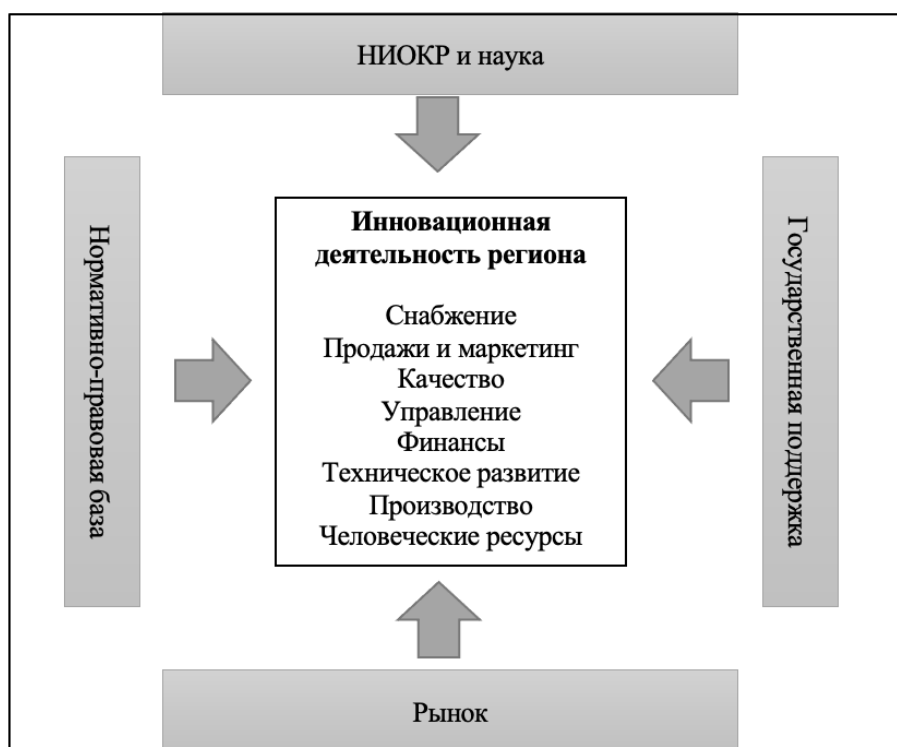 НИОКР и наука
Нормативно-правовая
база
Инновационная
деятельность региона
Снабжение
Продажи и маркетинг
Качество
Управление
Финансы
Техническое развитие
Производство
Человеческие ресурсы
Государственная поддержка
Рынок